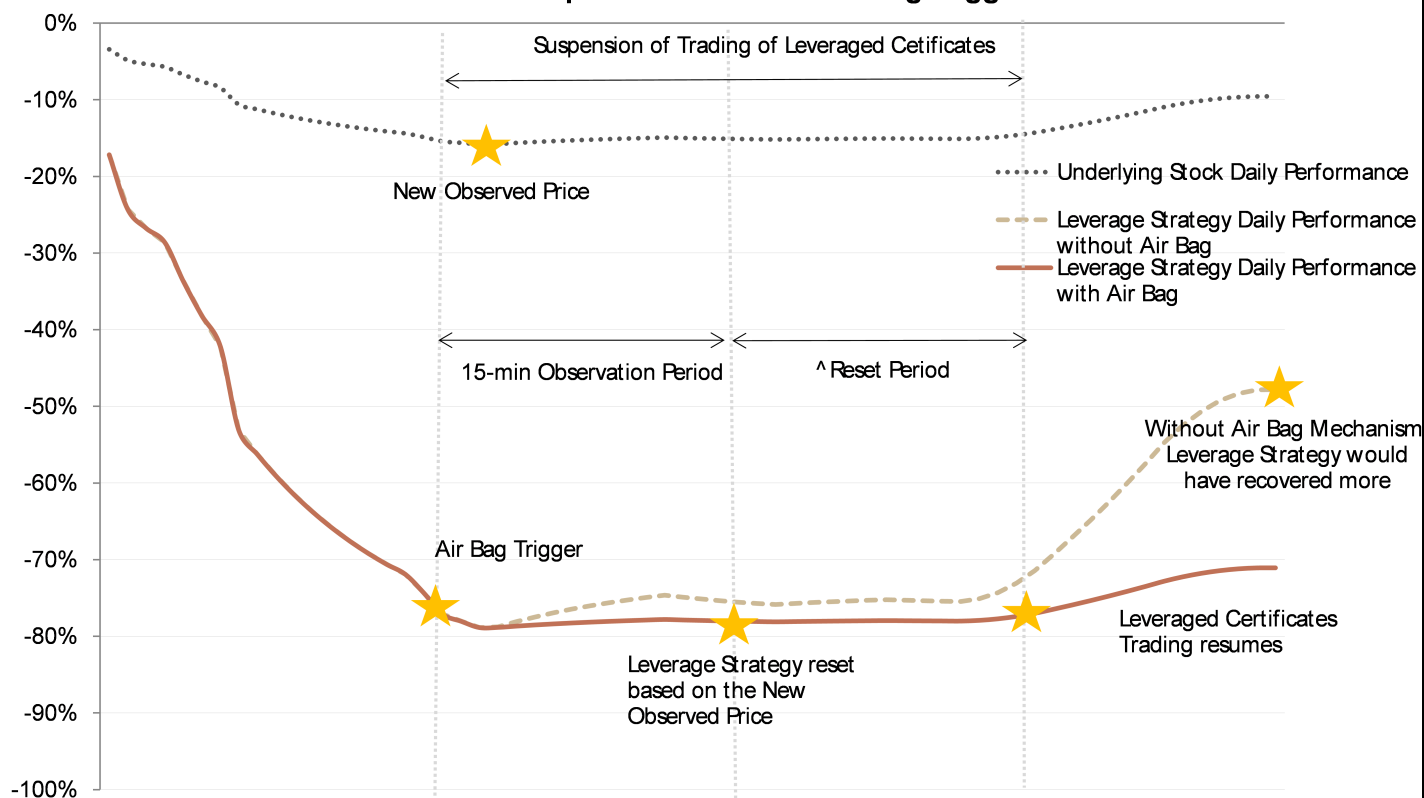 0%
Suspension of Trading of Leveraged Cetificates
-10%
-20%
New Observed Price
Underlying Stock Daily Performance
Leverage Strategy Daily Performance
without Air Bag
Leverage Strategy Daily Performance
with Air Bag
-30%
-40%
15-min Observation Period
^Reset Period
-50%
Without Air Bag Mechanism
Leverage Strategy would
have recovered more
-60%
-70%
Air Bag Trigger
-80%
Leveraged Certificates
Trading resumes
Leverage Strategy reset
based on the New
Observed Price
-90%
-100%